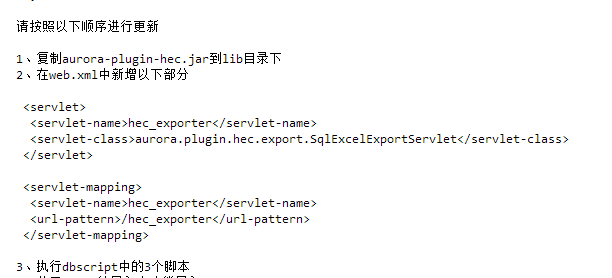 请按照以下顺序进行更新
1、复制aurora-plugin-hec.jar到lib目录下
2、在web.xml中新增以下部分
<servlet>
<servlet-name>hec_exporter</servlet-name>
<servlet-class>aurora.plugin.hec.export.SqlExcelExportServlet</servlet-class>
</servlet>
<servlet-mapping>
<servlet-name>hec_exporter</servlet-name>
<url-pattern>/hec_exporter</url-pattern>
</servlet-mapping>
3、执行dbscript中的3个脚本